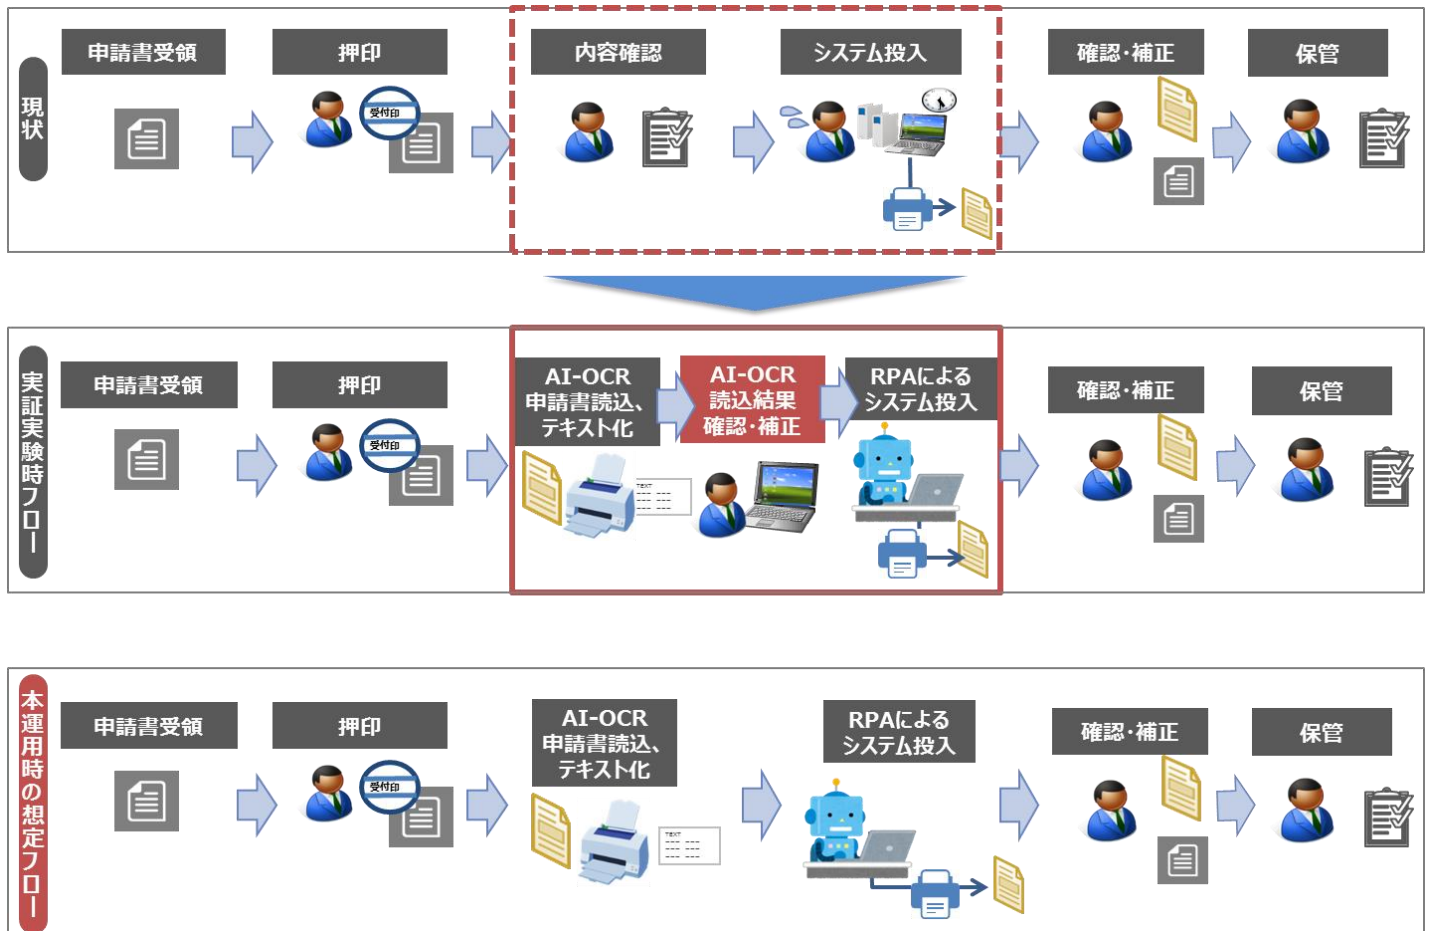 現状
申請書受領
押印
受付印
内容確認
システム投入
確認・補正
保管
実証実験時フロー
申請書受領
押印
受付印
AI-OCR
申請書読込、
テキスト化
TEXT
AI-OCR
読込結果
確認・補正
RPAによる
システム投入
確認・補正
保管
本運用時の想定フロー
申請書受領
押印
受付印
AI-OCR
申請書読込、
テキスト化
TEXT
RPAによる
システム投入
確認・補正
保管